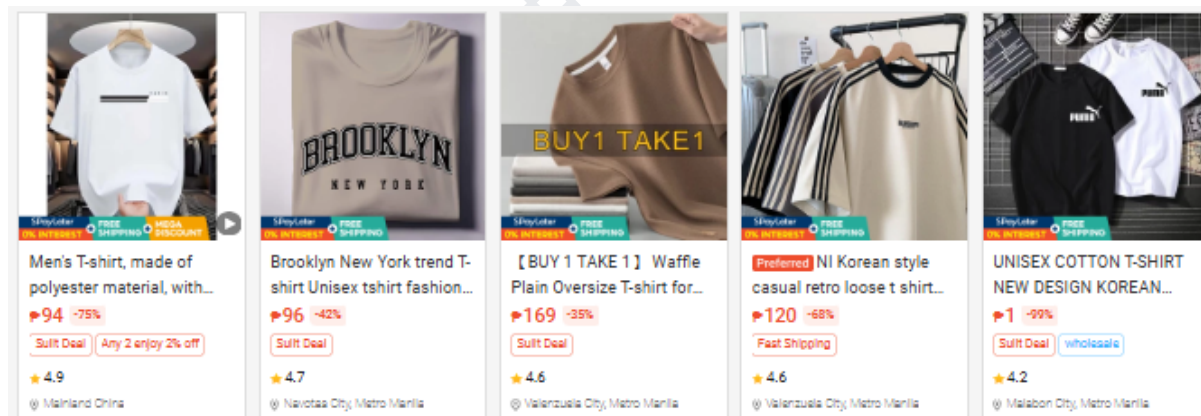 BROOKLYN
NEW YORK
BUY1 TAKE1
PUMA
PUMA
SPayLater
0% INTEREST
+
FREE
SHIPPING
+
MEGA
DISCOUNT
SPayLater
0% INTEREST
+
FREE
SHIPPING
SPayLater
0% INTEREST
+
FREE
SHIPPING
SPayLater
0% INTEREST
+
FREE
SHIPPING
SPayLater
0% INTEREST
+
FREE
SHIPPING
Men's T-shirt, made of
polyester material, with...
₱94 -75%
Sulit Deal Any 2 enjoy 2% off
4.9
Mainland China
Brooklyn New York trend T-
shirt Unisex tshirt fashion...
₱96 -42%
Sulit Deal
4.7
Navotas City, Metro Manila
【BUY 1 TAKE 1】 Waffle
Plain Oversize T-shirt for...
₱169 -35%
Sulit Deal
4.6
Valenzuela City, Metro Manila
Preferred NI Korean style
casual retro loose t shirt...
₱120 -68%
Fast Shipping
4.6
Valenzuela City, Metro Manila
UNISEX COTTON T-SHIRT
NEW DESIGN KOREAN...
₱1 -99%
Sulit Deal wholesale
4.2
Malabon City, Metro Manila